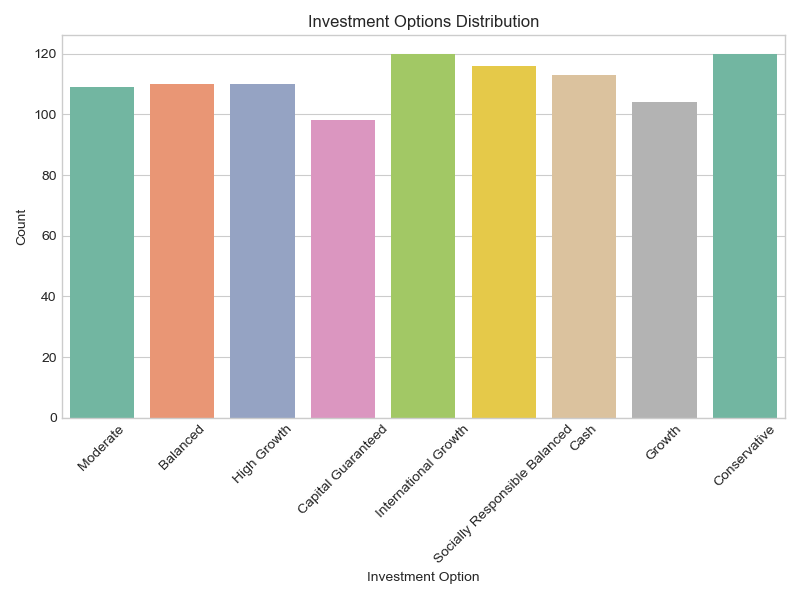 Investment Options Distribution
120
100
80
60
40
20
0
Count
Moderate
Balanced
High Growth
Capital Guaranteed
International Growth
Socially Responsible Balanced
Cash
Growth
Conservative
Investment Option